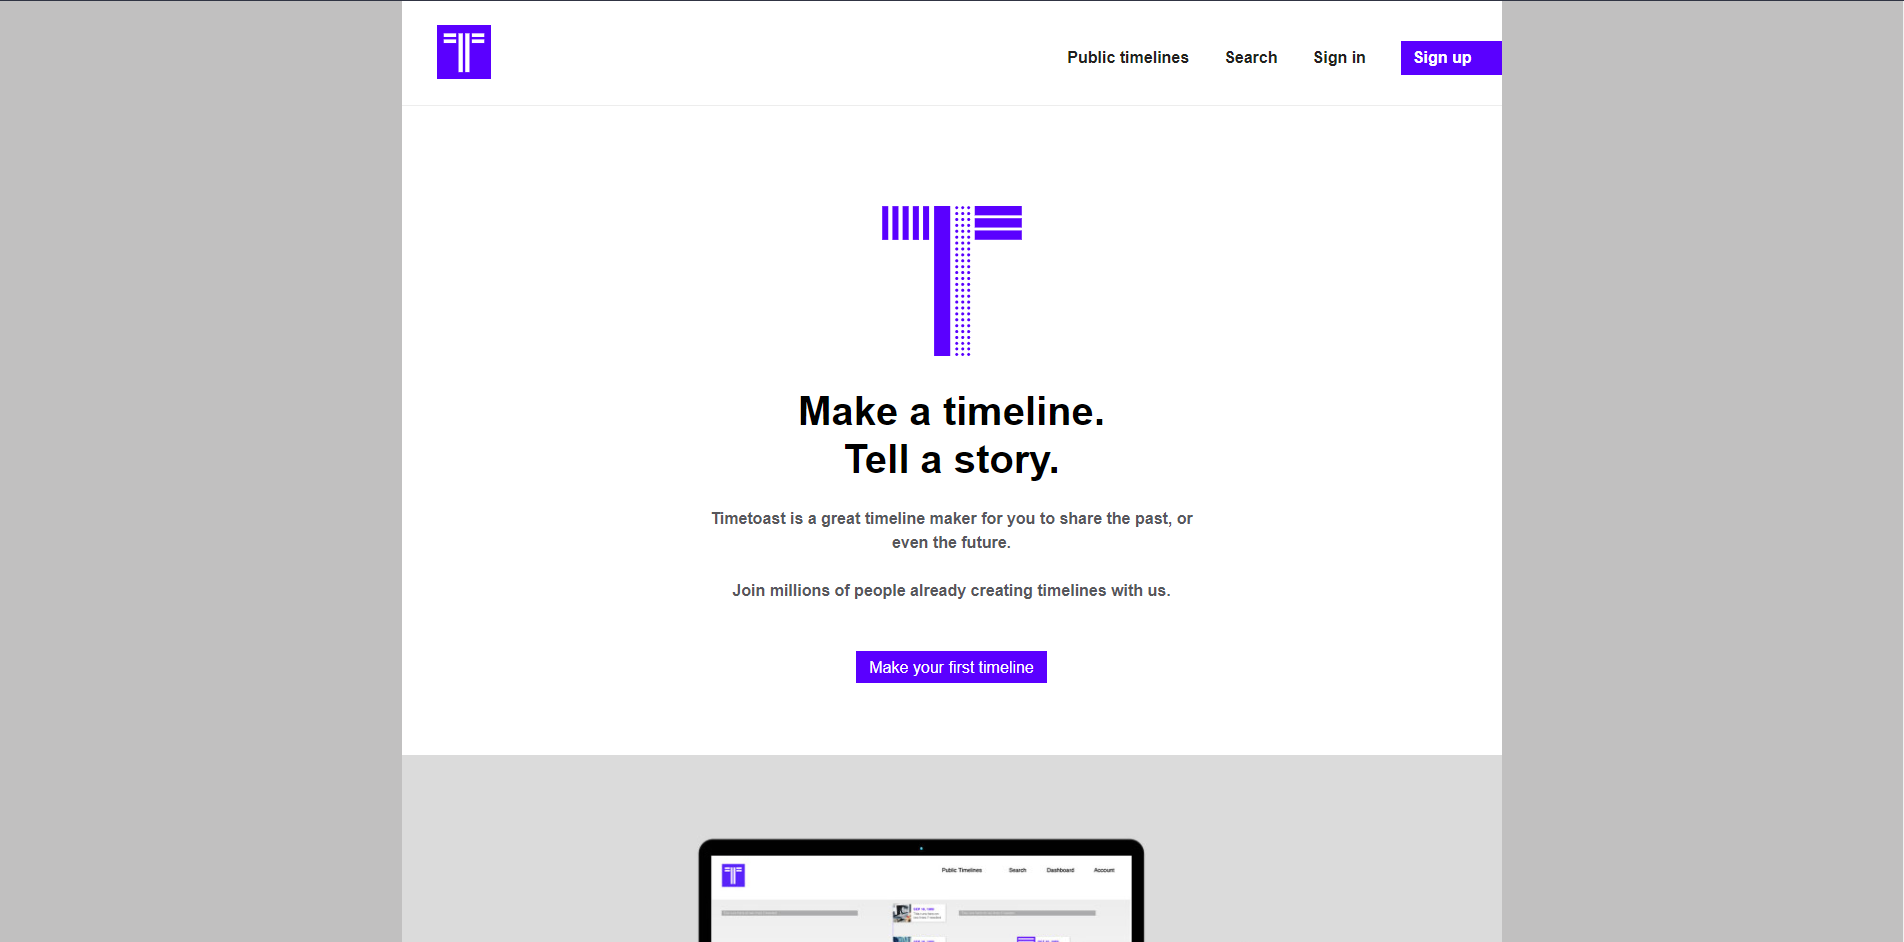 Public timelines
Search
Sign in
Sign up
Make a timeline.
Tell a story.
Timetoast is a great timeline maker for you to share the past, or
even the future.
Join millions of people already creating timelines with us.
Make your first timeline
Public Timelines
Search
Dashboard
Account